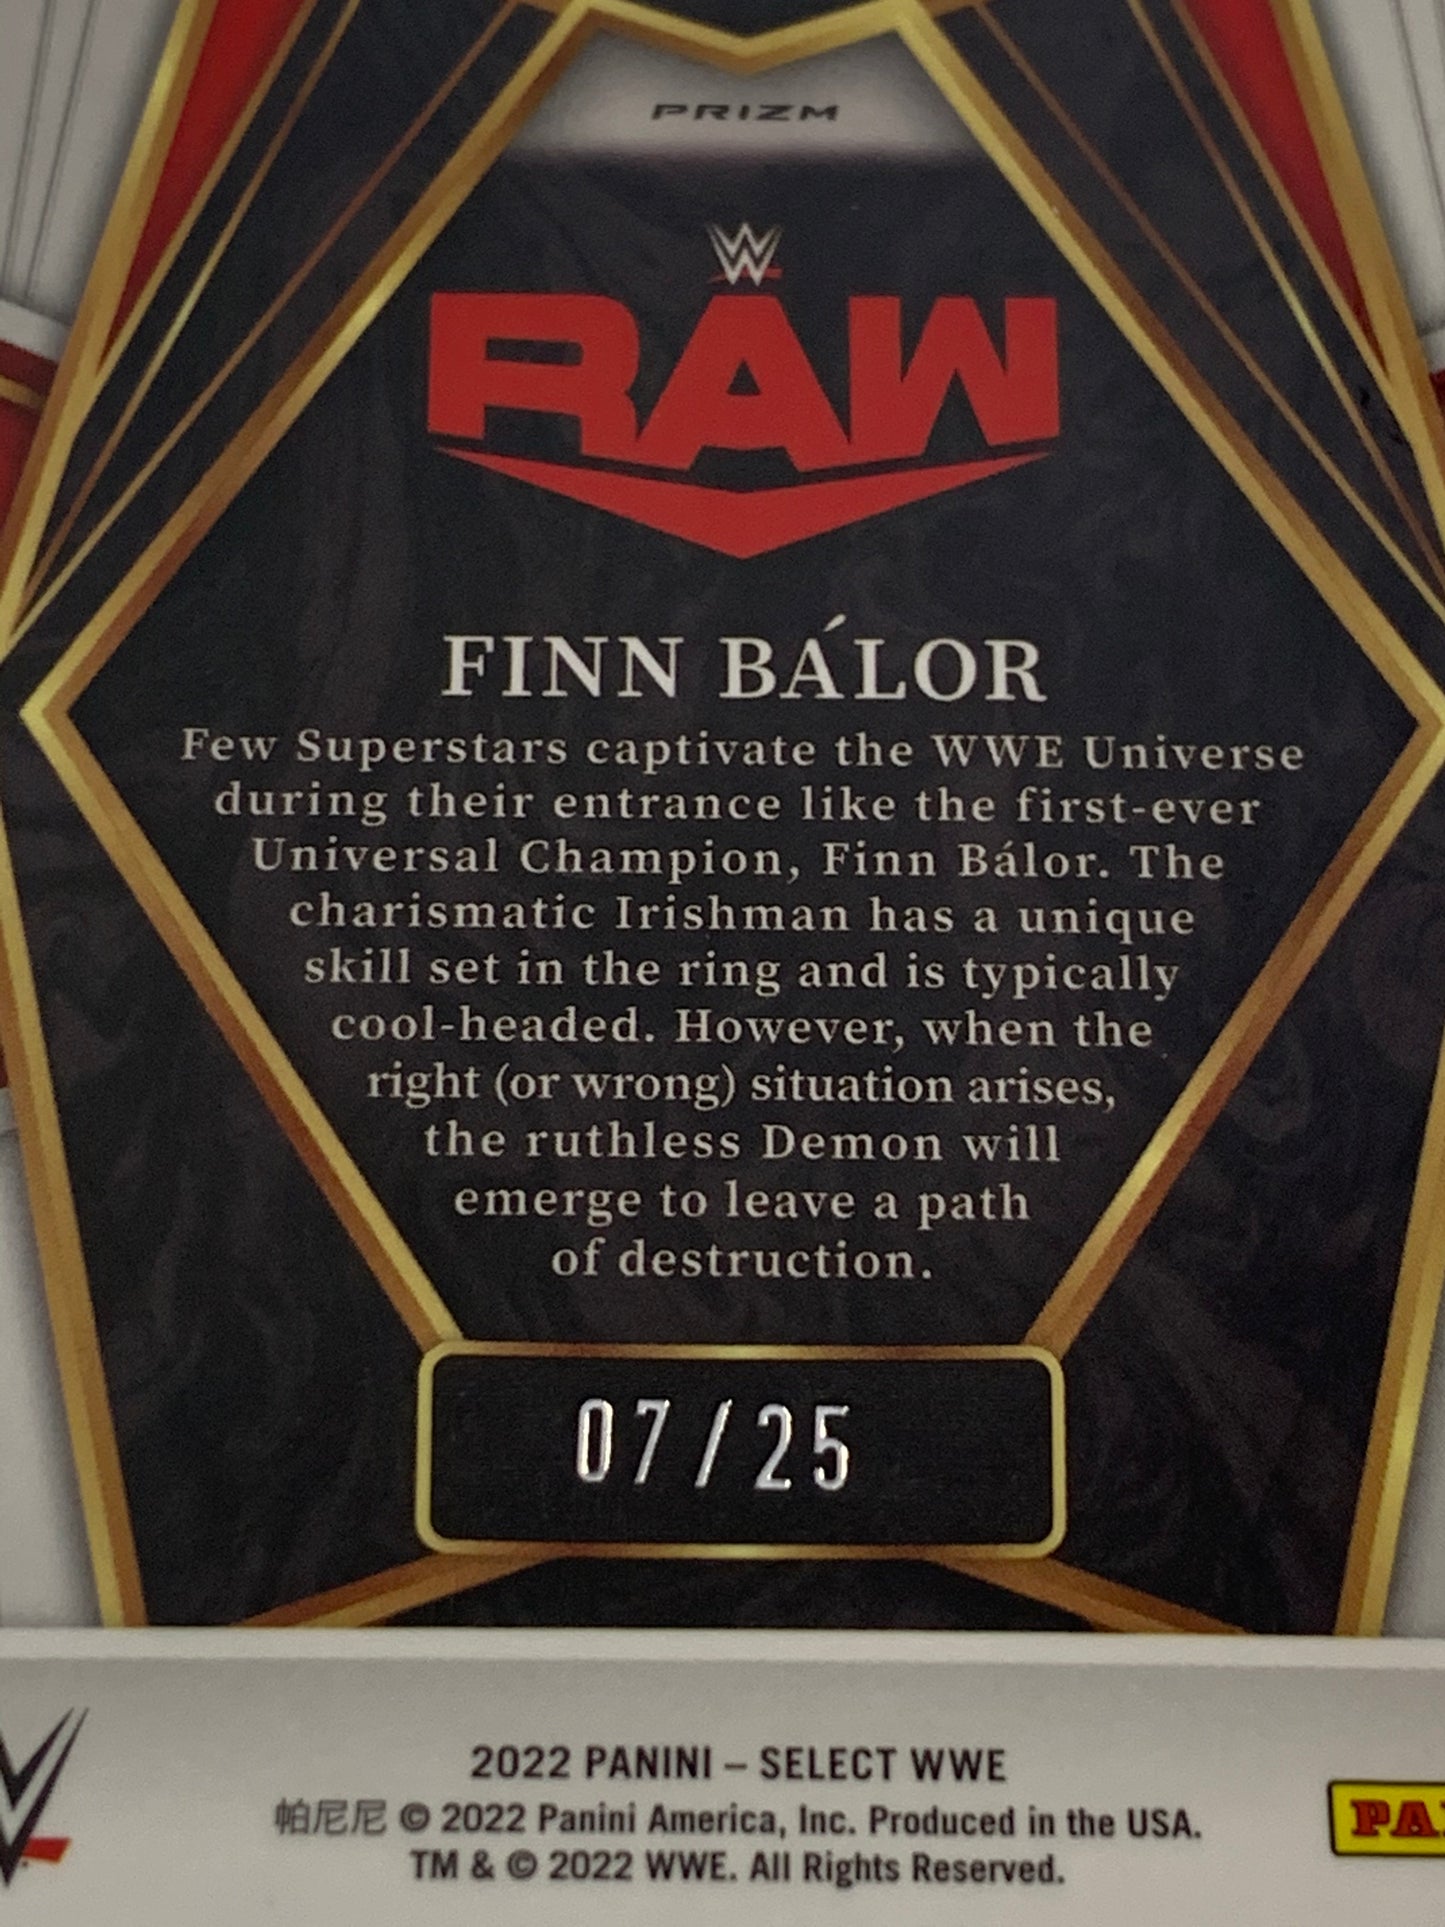 PRIZM
W
RAW
FINN BÁLOR
Few Superstars captivate the WWE Universe
during their entrance like the first-ever
Universal Champion, Finn Bálor. The
charismatic Irishman has a unique
skill set in the ring and is typically
cool-headed. However, when the
right (or wrong) situation arises,
the ruthless Demon will
emerge to leave a path
of destruction.
07/25
2022 PANINI – SELECT WWE
帕尼尼 © 2022 Panini America, Inc. Produced in the USA.
TM & © 2022 WWE. All Rights Reserved.